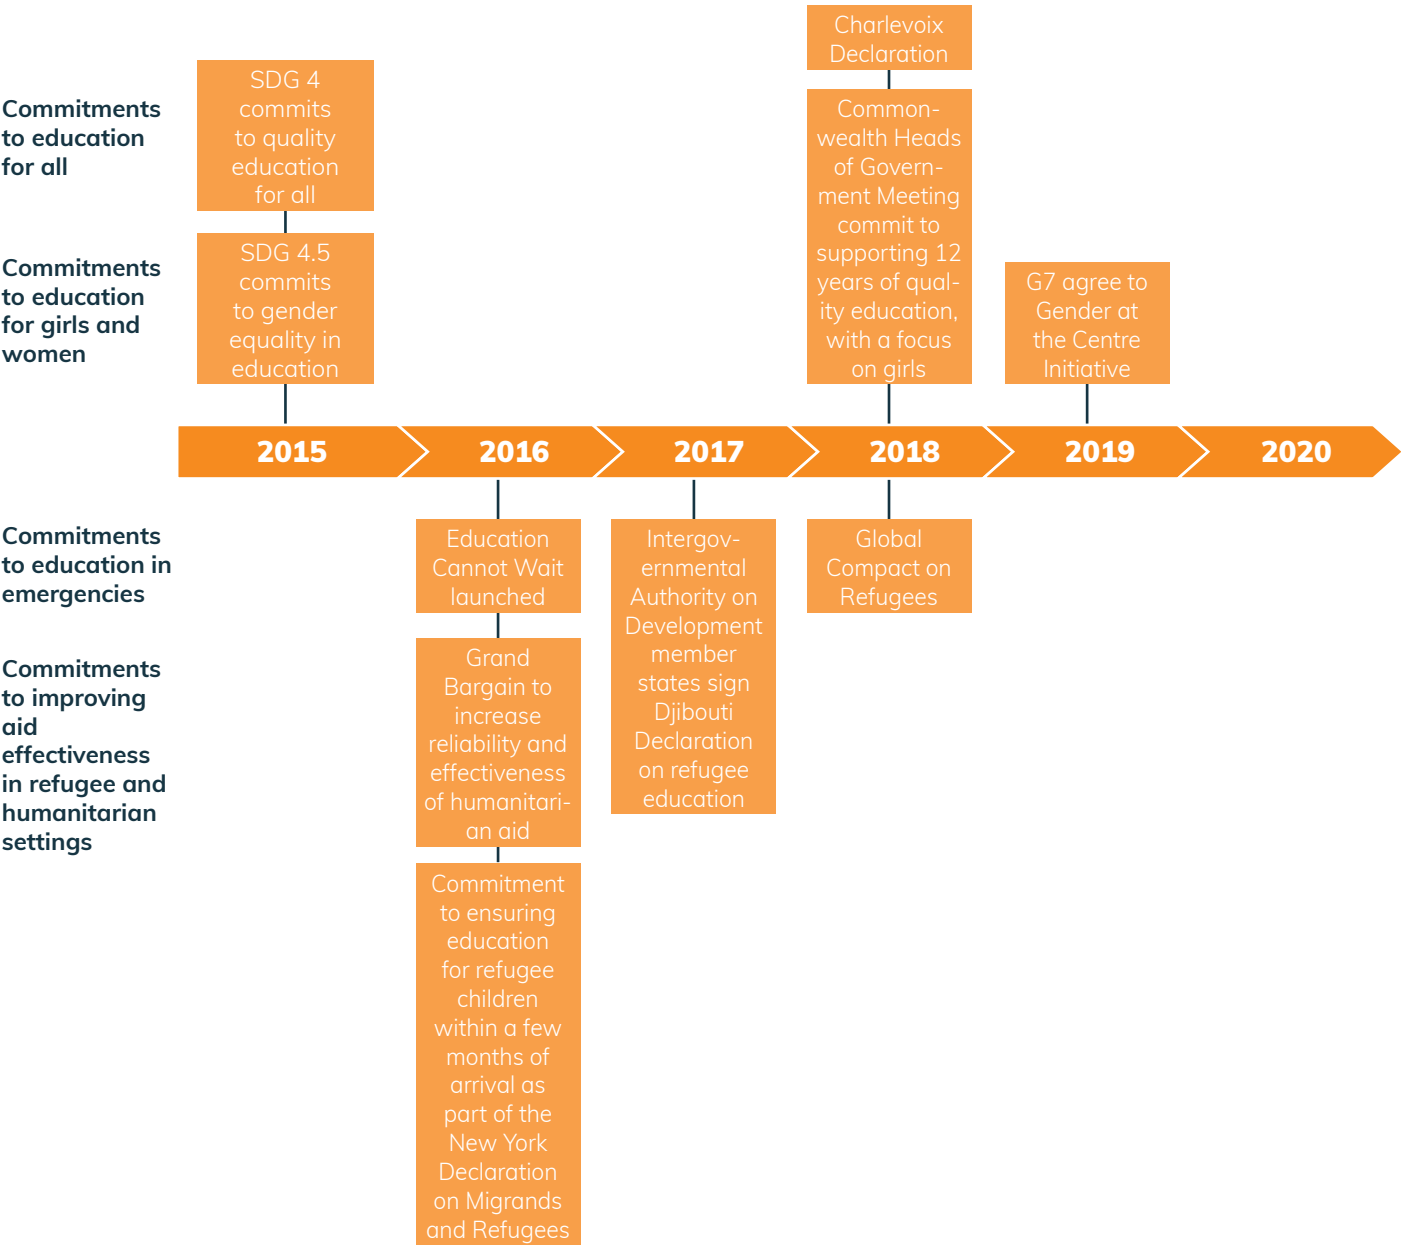 Commitments
to education
for all
Commitments
to education
for girls and
women
SDG 4
commits
to quality
education
for all
SDG 4.5
commits
to gender
equality in
education
Charlevoix
Declaration
Common-
wealth Heads
of Govern-
ment Meeting
commit to
supporting 12
years of qual-
ity education,
with a focus
on girls
G7 agree to
Gender at
the Centre
Initiative
2015
2016
2017
2018
2019
2020
Commitments
to education in
emergencies
Commitments
to improving
aid
effectiveness
in refugee and
humanitarian
settings
Education
Cannot Wait
launched
Grand
Bargain to
increase
reliability and
effectiveness
of humanitari-
an aid
Commitment
to ensuring
education
for refugee
children
within a few
months of
arrival as
part of the
New York
Declaration
on Migrands
and Refugees
Intergov-
ernmental
Authority on
Development
member
states sign
Djibouti
Declaration
on refugee
education
Global
Compact on
Refugees